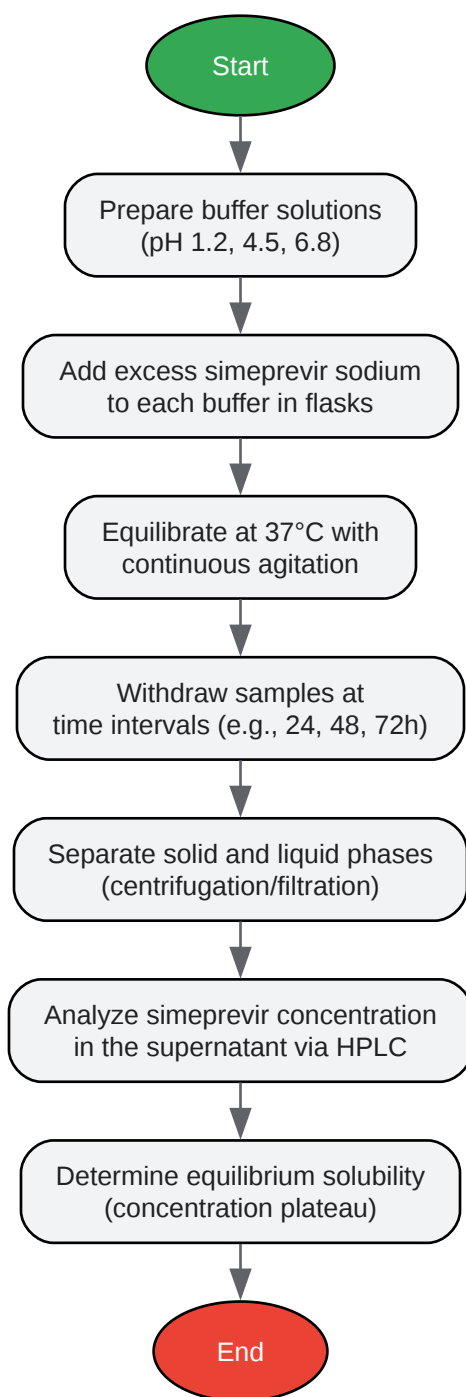 Start
Prepare buffer solutions
(pH 1.2, 4.5, 6.8)
Add excess simeprevir sodium
to each buffer in flasks
Equilibrate at 37°C with
continuous agitation
Withdraw samples at
time intervals (e.g., 24, 48, 72h)
Separate solid and liquid phases
(centrifugation/filtration)
Analyze simeprevir concentration
in the supernatant via HPLC
Determine equilibrium solubility
(concentration plateau)
End